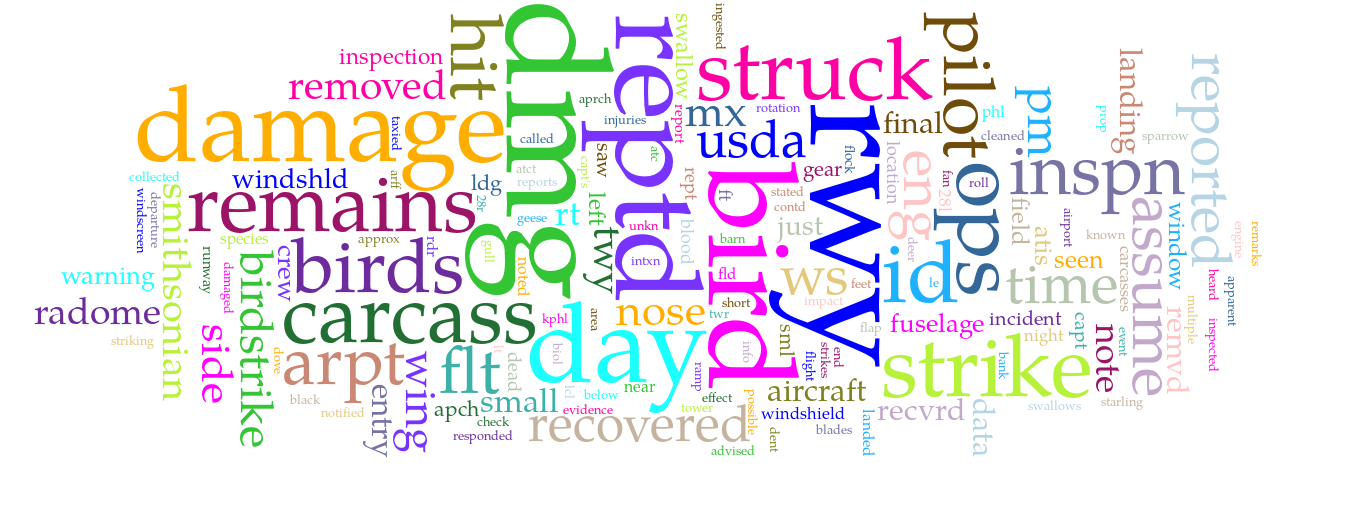 ingested
hit
dmg
reptd
swallow
struck
pilot
inspection
removed
landing
reported
damage
taxied
aprch
injuries
report
mx
rotation
rwy
final
phl
pm
prop
called
saw
atc
usda
flock
cleaned
sparrow
collected
windshld
arff
ldg
atct
reports
capt's
rept
bird
ft
gear
stated
contd
location
eng
fan
28l
roll
ops
inspn
windscreen
departure
smithsonian
remains
28r
geese
rt
left
unkn
blood
just
field
airport
atis
known
assume
window
engine
remarks
species
crew
approx
rdr
gull
twy
barn
deer
seen
carcasses
warning
runway
damaged
birdstrike
birds
noted
intxn
fld
ws
feet
id
le
time
heard
apparent
radome
carcass
kphl
area
nose
short
twr
impact
flap
fuselage
incident
multiple
striking
side
dove
day
sml
strikes
end
night
capt
event
note
remvd
inspected
arpt
wing
flt
lt
dead
biol
info
flight
strike
bank
black
entry
small
lcl
below
near
ramp
effect
aircraft
starling
notified
apch
check
evidence
tower
possible
windshield
landed
recvrd
data
swallows
responded
recovered
dent
blades
advised